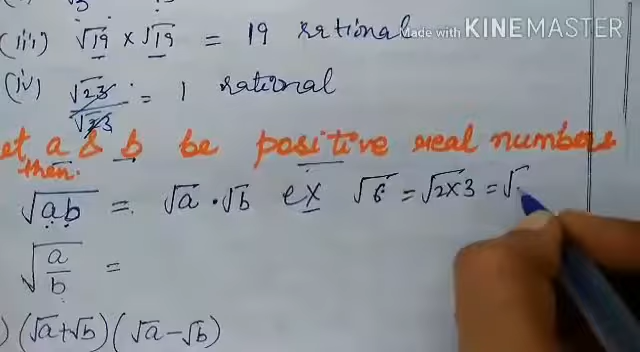 (iii) √19 × √19 = 19 rational
Made with KINEMASTER
(iv) √23/√23 = 1 rational
et a & b be positive real numbers
then.
√ab = √a . √b ex √6 = √2×3 = √
√a/b =
) (√a+√b) (√a−√b)